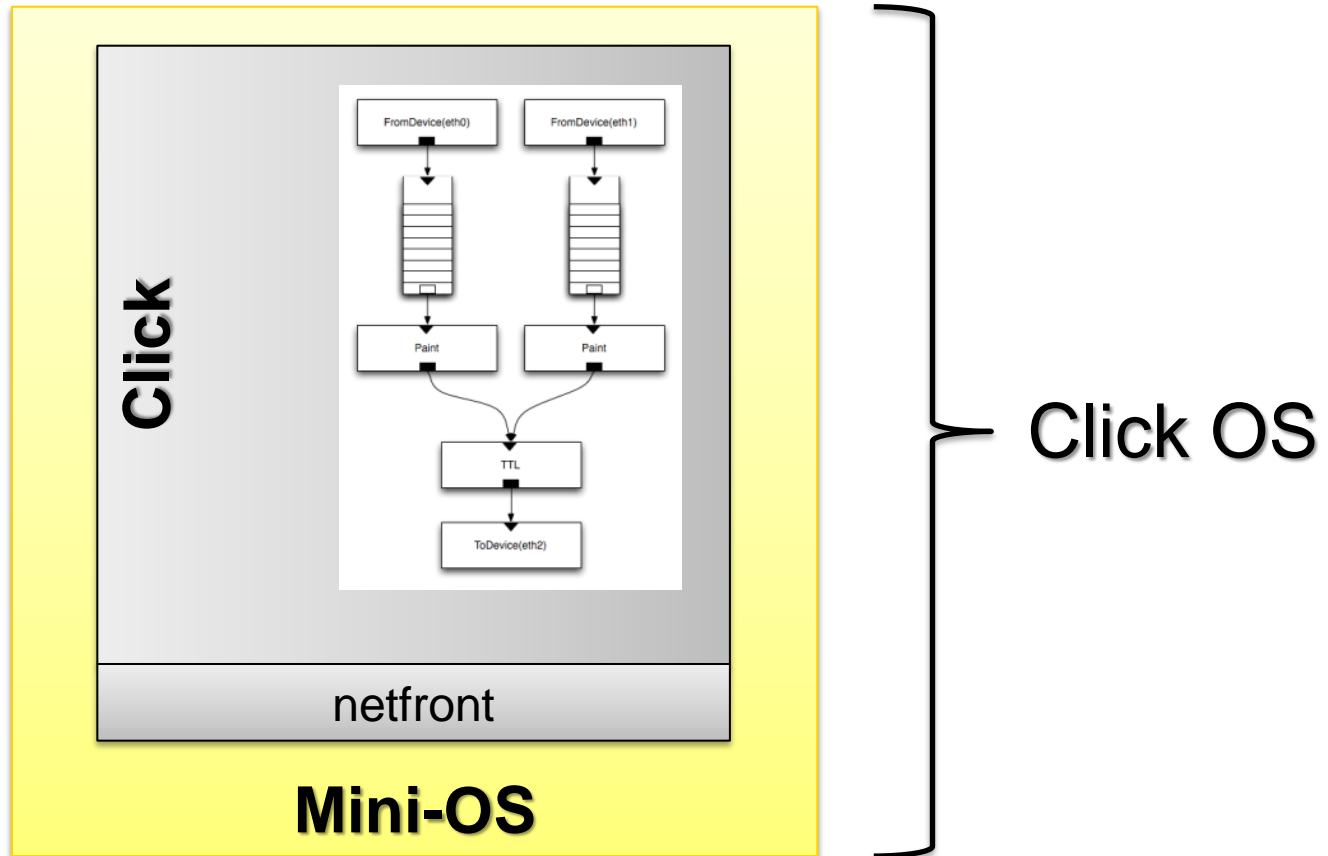 FromDevice(eth0)
FromDevice(eth1)
Paint
Paint
TTL
ToDevice(eth2)
Click
netfront
Mini-OS
Click OS